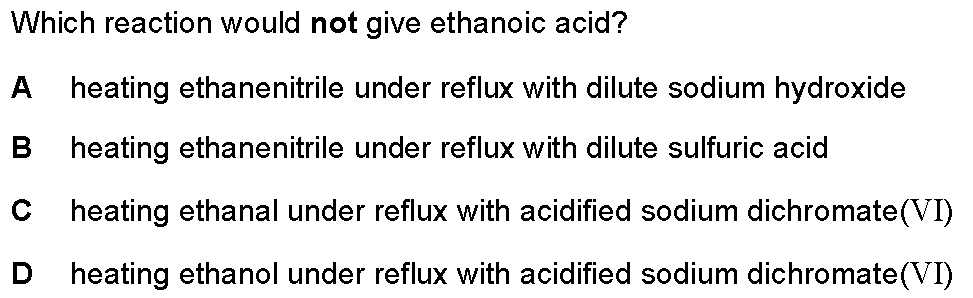 Which reaction would not give ethanoic acid?
A heating ethanenitrile under reflux with dilute sodium hydroxide
B heating ethanenitrile under reflux with dilute sulfuric acid
C heating ethanal under reflux with acidified sodium dichromate(VI)
D heating ethanol under reflux with acidified sodium dichromate(VI)